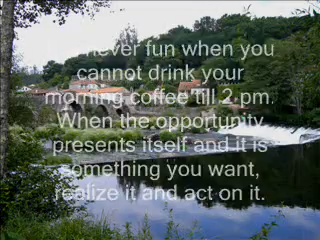 never fun when you
cannot drink your
morning coffee till 2 pm.
When the opportunity
presents itself and it is
something you want,
realize it and act on it.